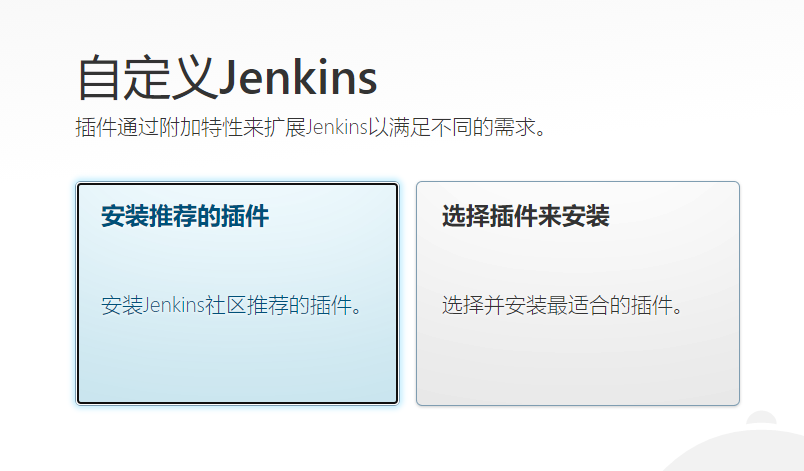 自定义Jenkins
插件通过附加特性来扩展Jenkins以满足不同的需求。
安装推荐的插件
安装Jenkins社区推荐的插件。
选择插件来安装
选择并安装最适合的插件。